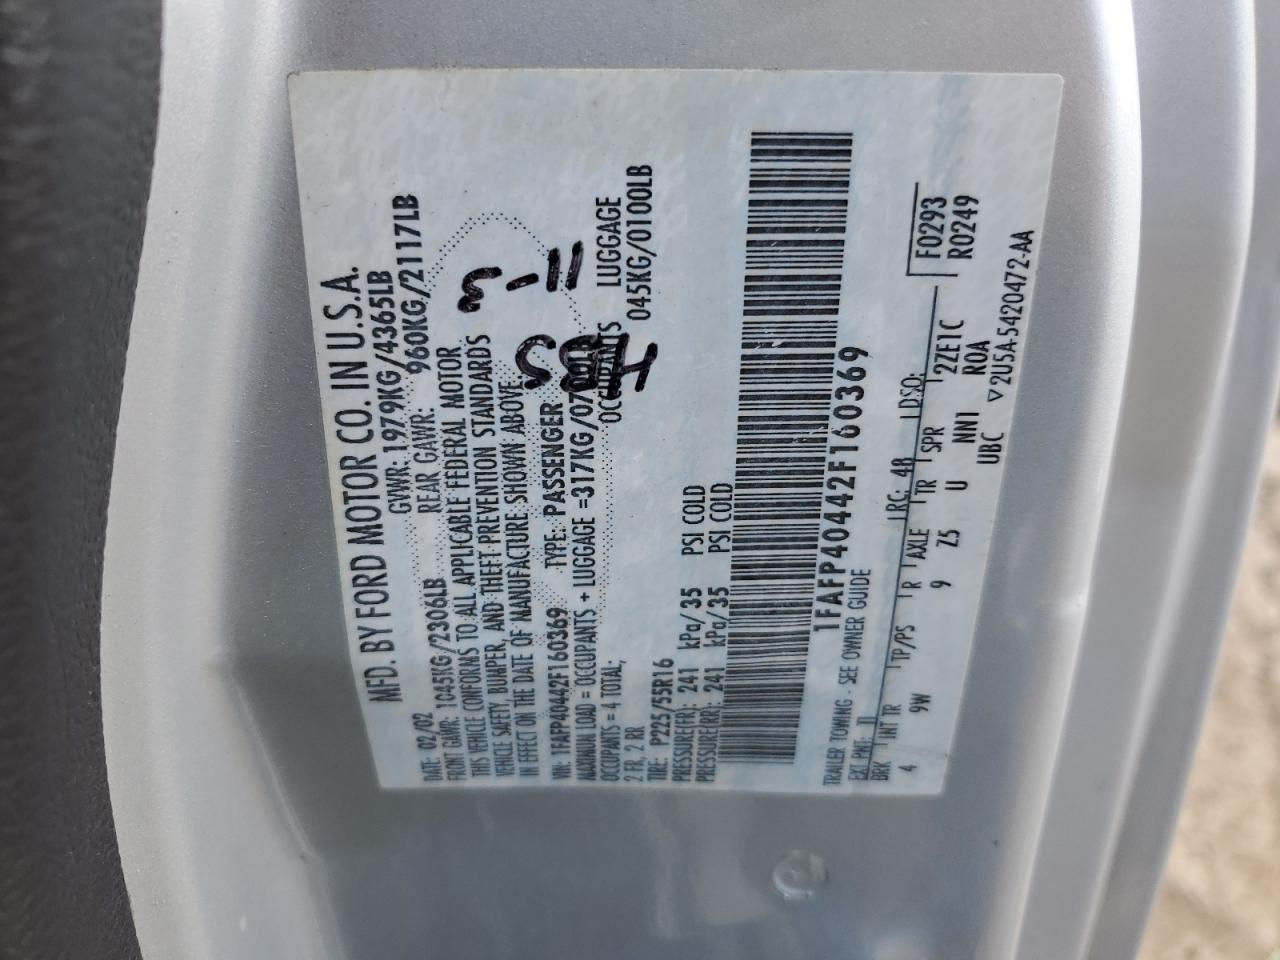 MFD. BY FORD MOTOR CO. IN U.S.A.
DATE: 02/02 GVWR: 1979KG/4365LB
FRONT GAWR: 1045KG/2306LB REAR GAWR: 960KG/2117LB
THIS VEHICLE CONFORMS TO ALL APPLICABLE FEDERAL MOTOR
VEHICLE SAFETY, BUMPER, AND THEFT PREVENTION STANDARDS
IN EFFECT ON THE DATE OF MANUFACTURE SHOWN ABOVE.
VIN: 1FAFP40442F160369 TYPE: PASSENGER
MAXIMUM LOAD = OCCUPANTS + LUGGAGE = 317KG/0700LB
OCCUPANTS = 4 TOTAL; OCCUPANTS LUGGAGE
2 FR, 2 RR 045KG/0100LB
TIRE: P225/55R16
PRESSURE(FR): 241 kPa/35 PSI COLD
PRESSURE(RR): 241 kPa/35 PSI COLD
1FAFP40442F160369
TRAILER TOWING - SEE OWNER GUIDE
EXT PNT: RC: 48 DSO: F0293
BRK INT TR TP/PS R AXLE TR SPR R0249
4 9W 9 Z5 U 2ZE1C
NNI ROA
UBC ▽2U5A-5420472-AA